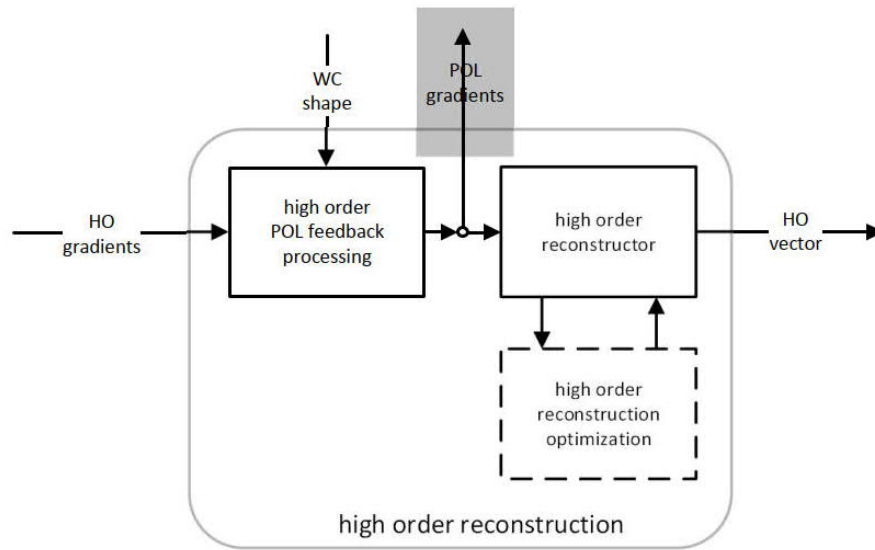 WC
shape
POL
gradients
HO
gradients
high order
POL feedback
processing
high order
reconstructor
HO
vector
high order
reconstruction
optimization
high order reconstruction